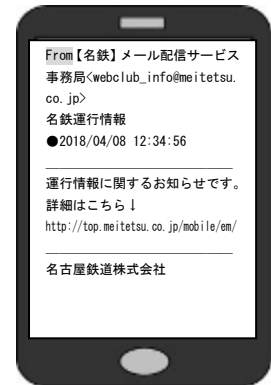 From【名鉄】メール配信サービス
事務局<webclub_info@meitetsu.
co.jp>
名鉄運行情報
●2018/04/08 12:34:56
運行情報に関するお知らせです。
詳細はこちら↓
http://top.meitetsu.co.jp/mobile/em/
名古屋鉄道株式会社